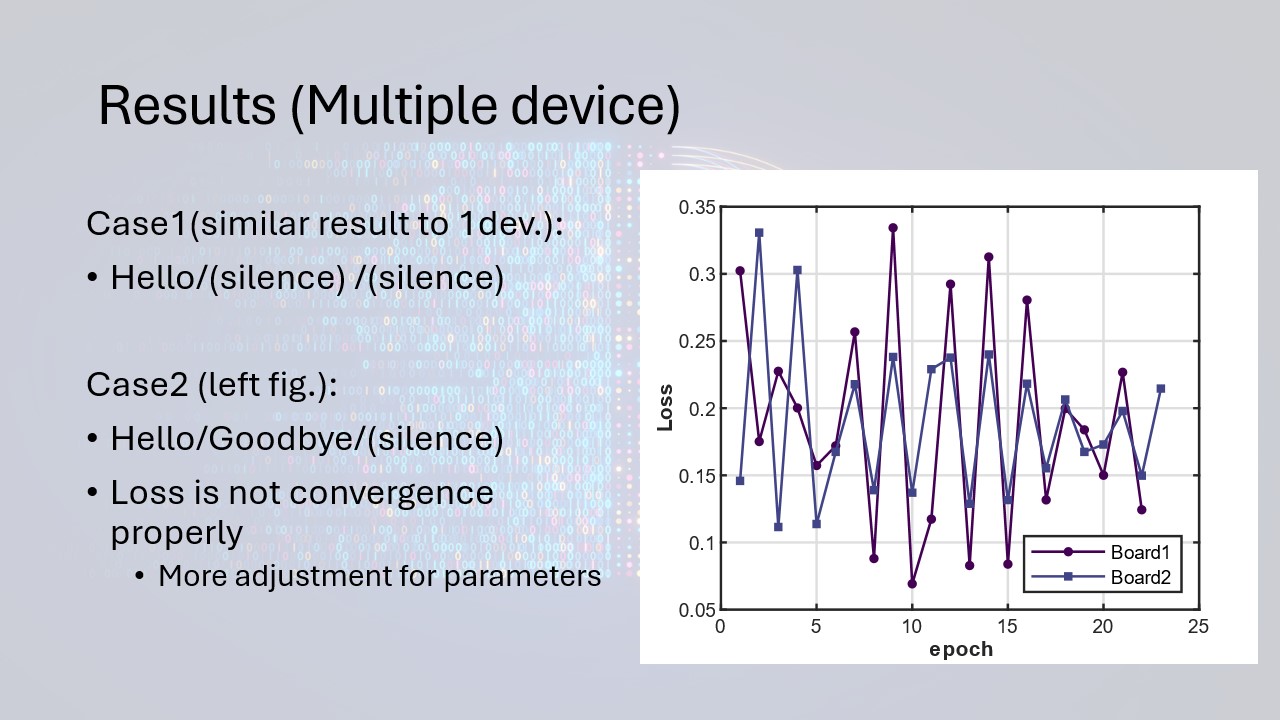 Results (Multiple device)
Case1(similar result to 1dev.):
• Hello/(silence) /(silence)
Case2 (left fig.):
• Hello/Goodbye/(silence)
• Loss is not convergence
properly
• More adjustment for parameters
0.35
0.3
0.25
0.2
0.15
0.1
0.05
Loss
Board1
Board2
0 5 10 15 20 25
epoch